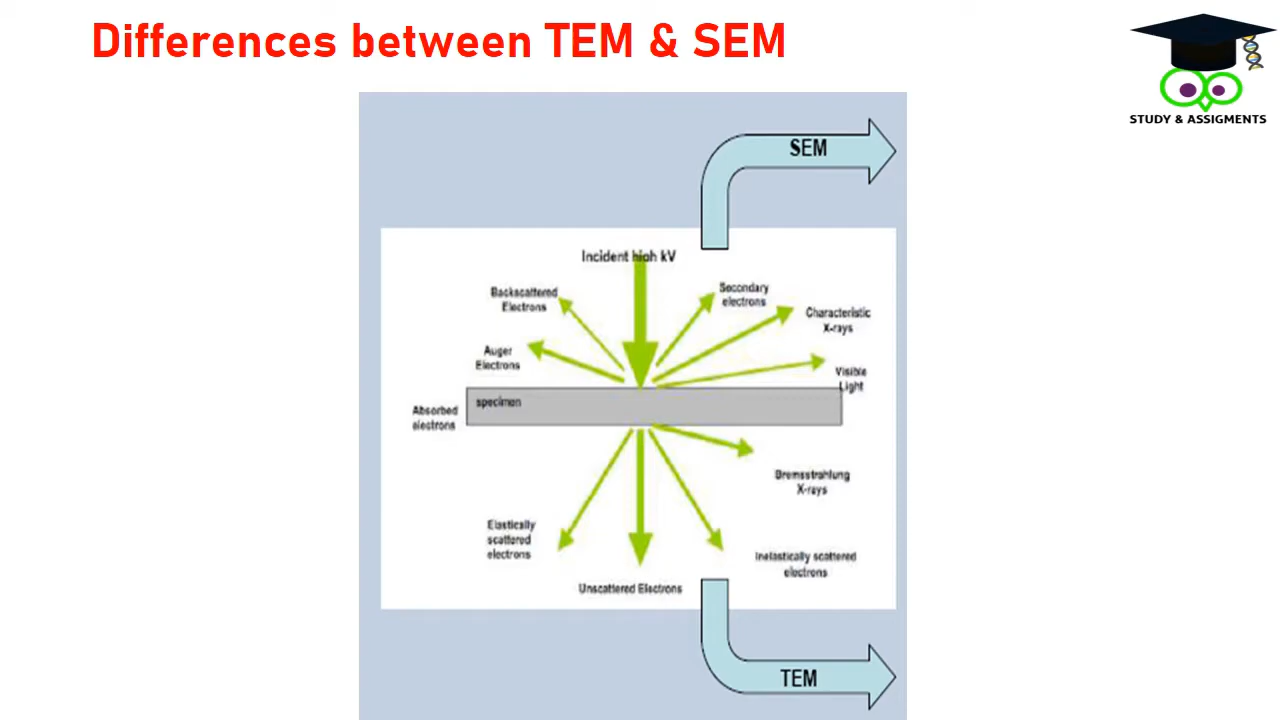 Differences between TEM & SEM
STUDY & ASSIGMENTS
SEM
Incident high kV
Backscattered
Electrons
Secondary
electrons
Characteristic
X-rays
Auger
Electrons
Visible
Light
specimen
Absorbed
electrons
Bremsstrahlung
X-rays
Elastically
scattered
electrons
Inelastically scattered
electrons
Unscattered Electrons
TEM